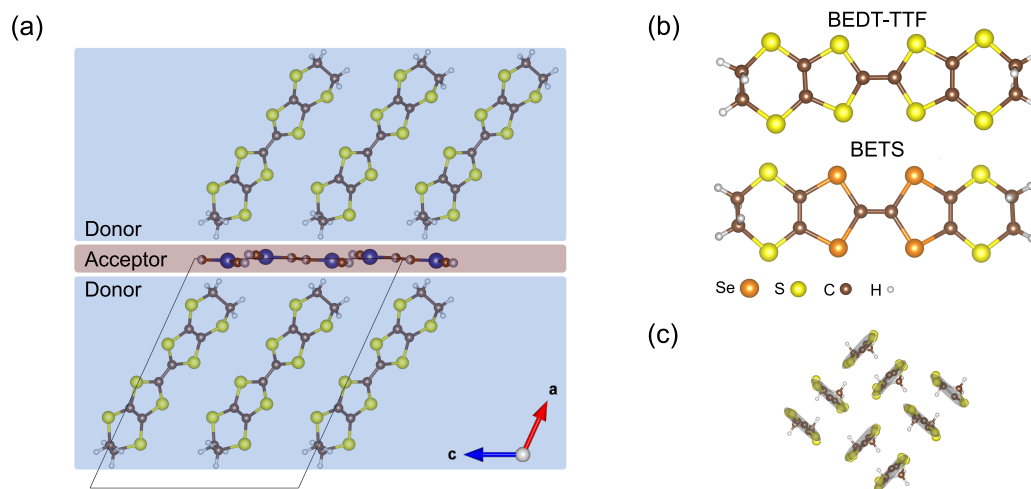 (a)
Donor
Acceptor
Donor
a
c
(b)
BEDT-TTF
BETS
Se S C H
(c)